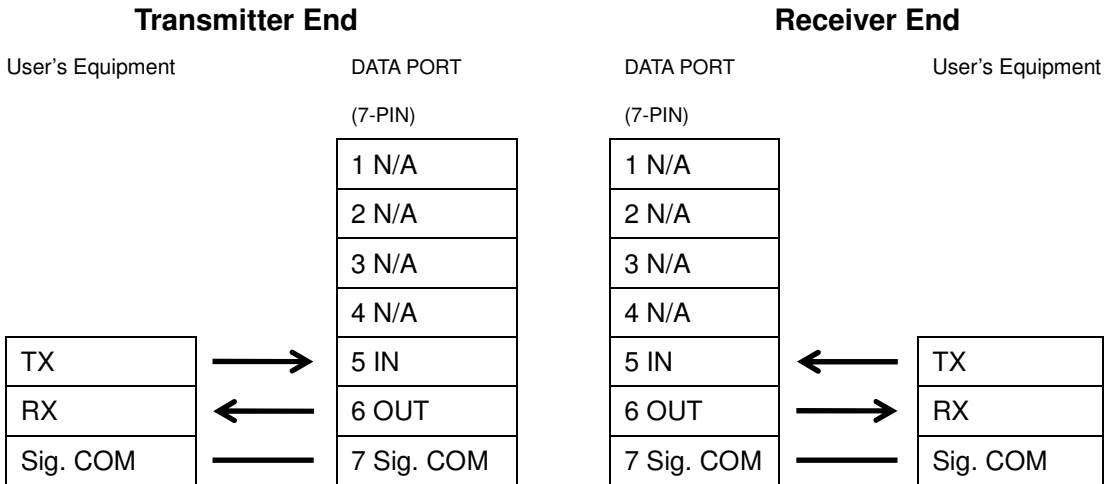 Transmitter End
Receiver End
User's Equipment
DATA PORT
DATA PORT
User's Equipment
(7-PIN)
(7-PIN)
1 N/A
1 N/A
2 N/A
2 N/A
3 N/A
3 N/A
4 N/A
4 N/A
TX
5 IN
5 IN
TX
RX
6 OUT
6 OUT
RX
Sig. COM
7 Sig. COM
7 Sig. COM
Sig. COM